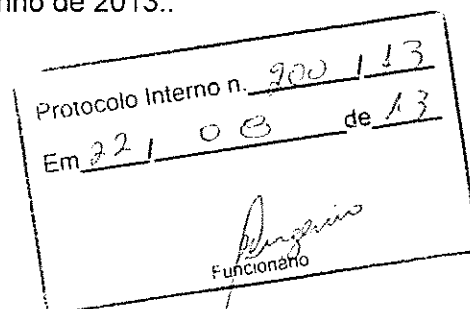 nho de 2013..
Protocolo Interno n. 900 / 13
Em 22 / 08 de 13
Funcionário